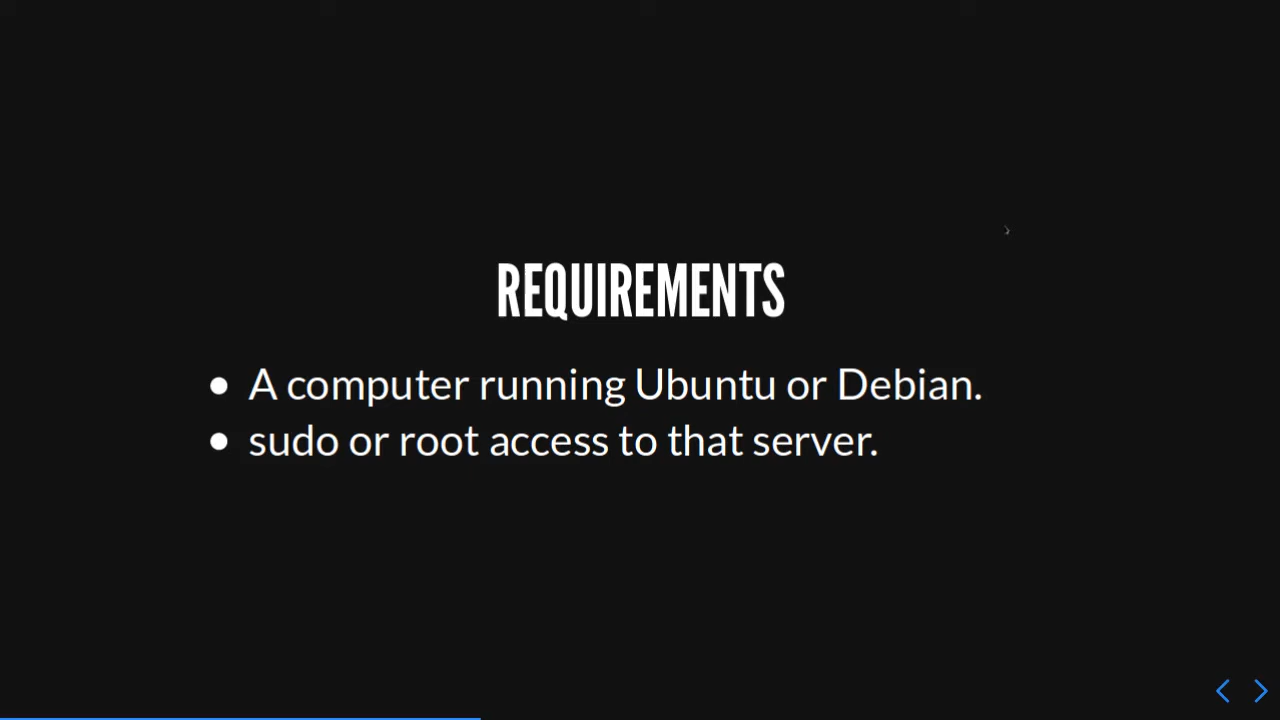 REQUIREMENTS
A computer running Ubuntu or Debian.
sudo or root access to that server.